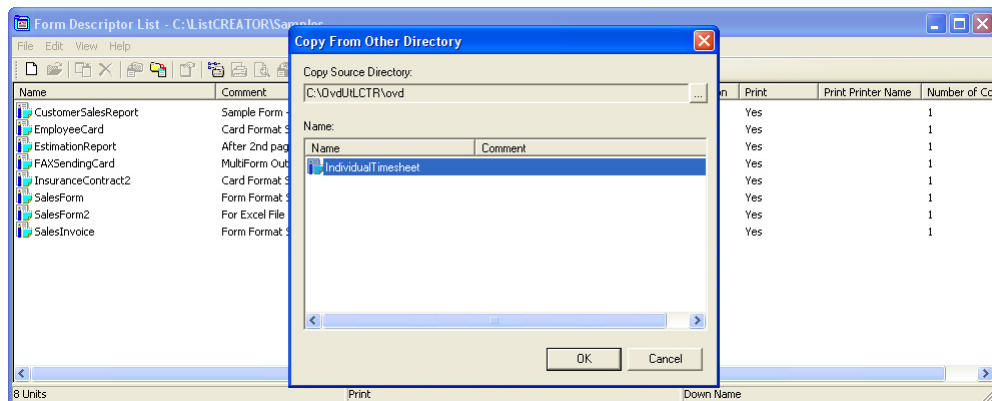 Form Descriptor List - C:\ListCREATOR\Samples
File Edit View Help
Copy From Other Directory
Copy Source Directory:
C:\OvdUtLCTR\ovd
...
Name:
Name Comment
IndividualTimesheet
OK Cancel
Name Comment Print Print Printer Name Number of Co
CustomerSalesReport Sample Form - Yes 1
EmployeeCard Card Format S Yes 1
EstimationReport After 2nd pag Yes 1
FAXSendingCard MultiForm Out Yes 1
InsuranceContract2 Card Format S Yes 1
SalesForm Form Format S Yes 1
SalesForm2 For Excel File Yes 1
SalesInvoice Form Format S Yes 1
8 Units Print Down Name